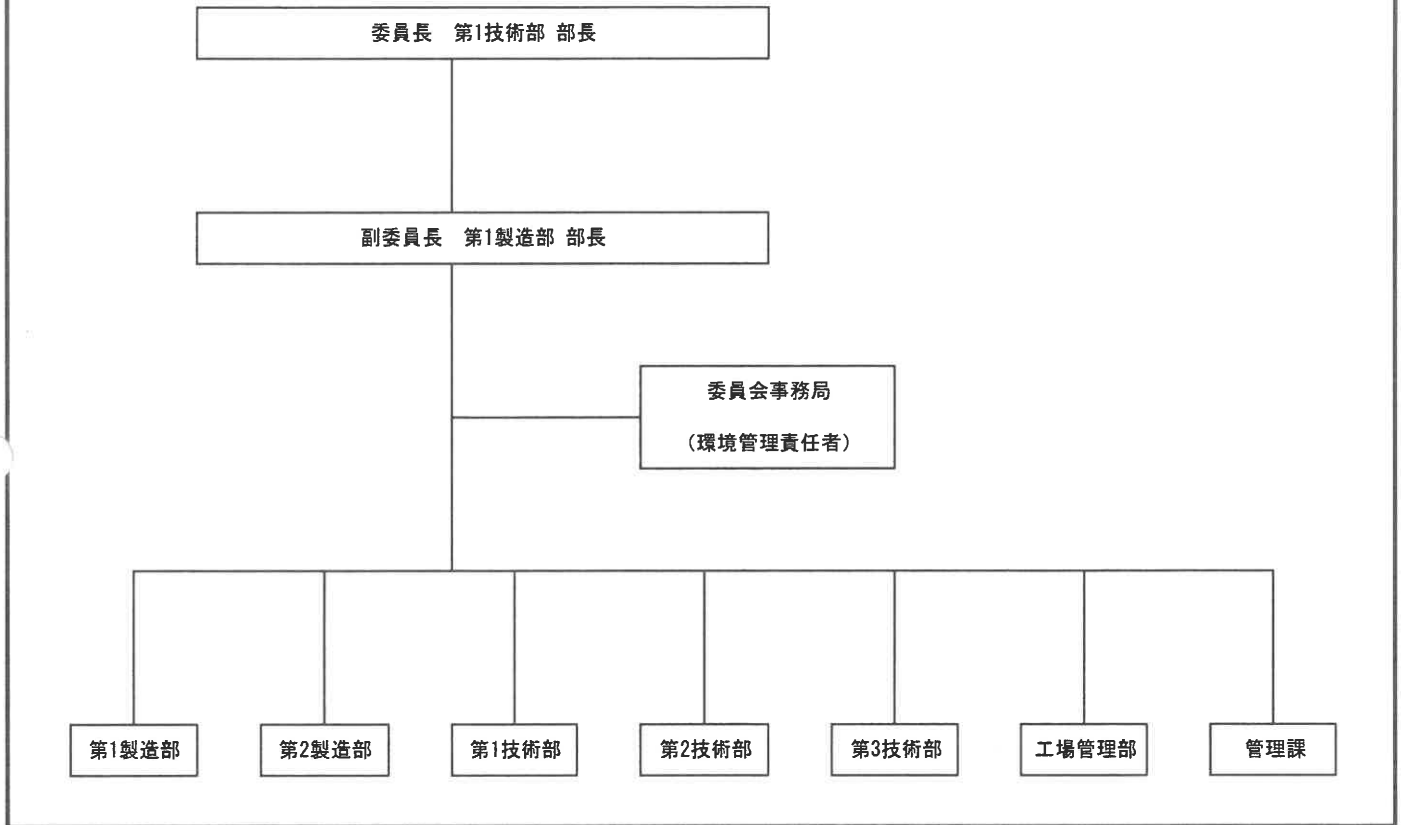 委員長　第1技術部 部長
副委員長　第1製造部 部長
委員会事務局
（環境管理責任者）
第1製造部
第2製造部
第1技術部
第2技術部
第3技術部
工場管理部
管理課